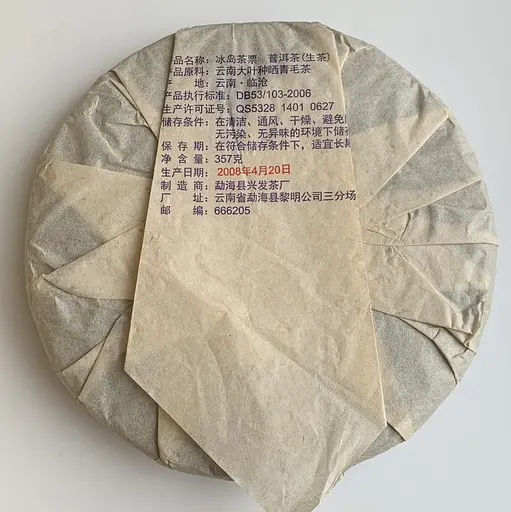 产品名称：冰岛茶票 普洱茶(生茶)
产品原料：云南大叶种晒青毛茶
产 地：云南·临沧
产品执行标准：DB53/103-2006
生产许可证号：QS5328 1401 0627
储存条件：在清洁、通风、干燥、避免
无污染、无异味的环境下储存
保 存 期：在符合储存条件下，适宜长期
净 含 量：357克
生产日期：2008年4月20日
制 造 商：勐海县兴发茶厂
厂 址：云南省勐海县黎明公司三分场
邮 编：666205